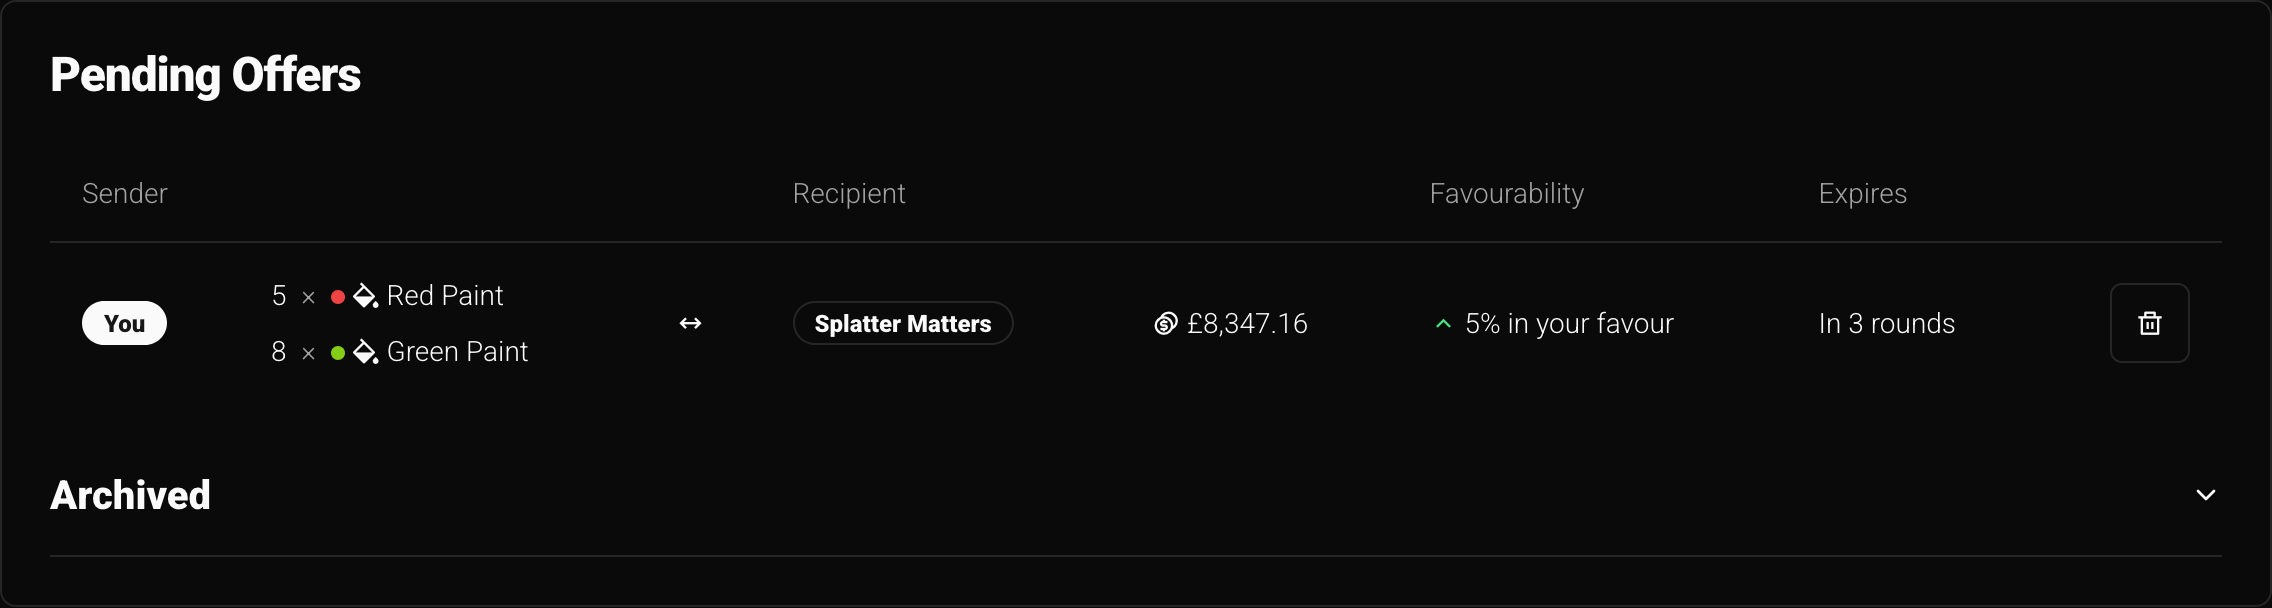 Pending Offers
Sender Recipient Favourability Expires
You
5 × Red Paint
8 × Green Paint
Splatter Matters
£8,347.16
5% in your favour
In 3 rounds
Archived